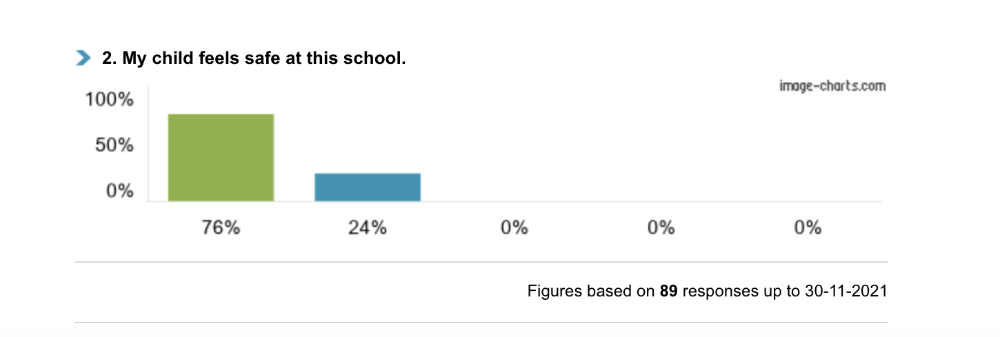 2. My child feels safe at this school.
image-charts.com
100%
50%
0%
76% 24% 0% 0% 0%
Figures based on 89 responses up to 30-11-2021